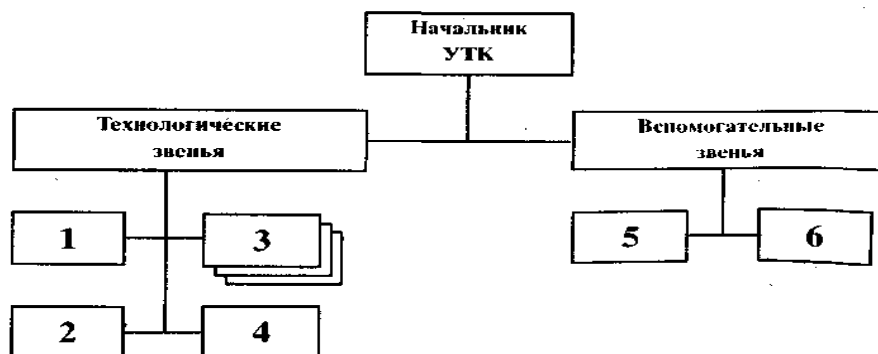 Начальник
УТК
Технологические
звенья
Вспомогательные
звенья
1
3
5
6
2
4